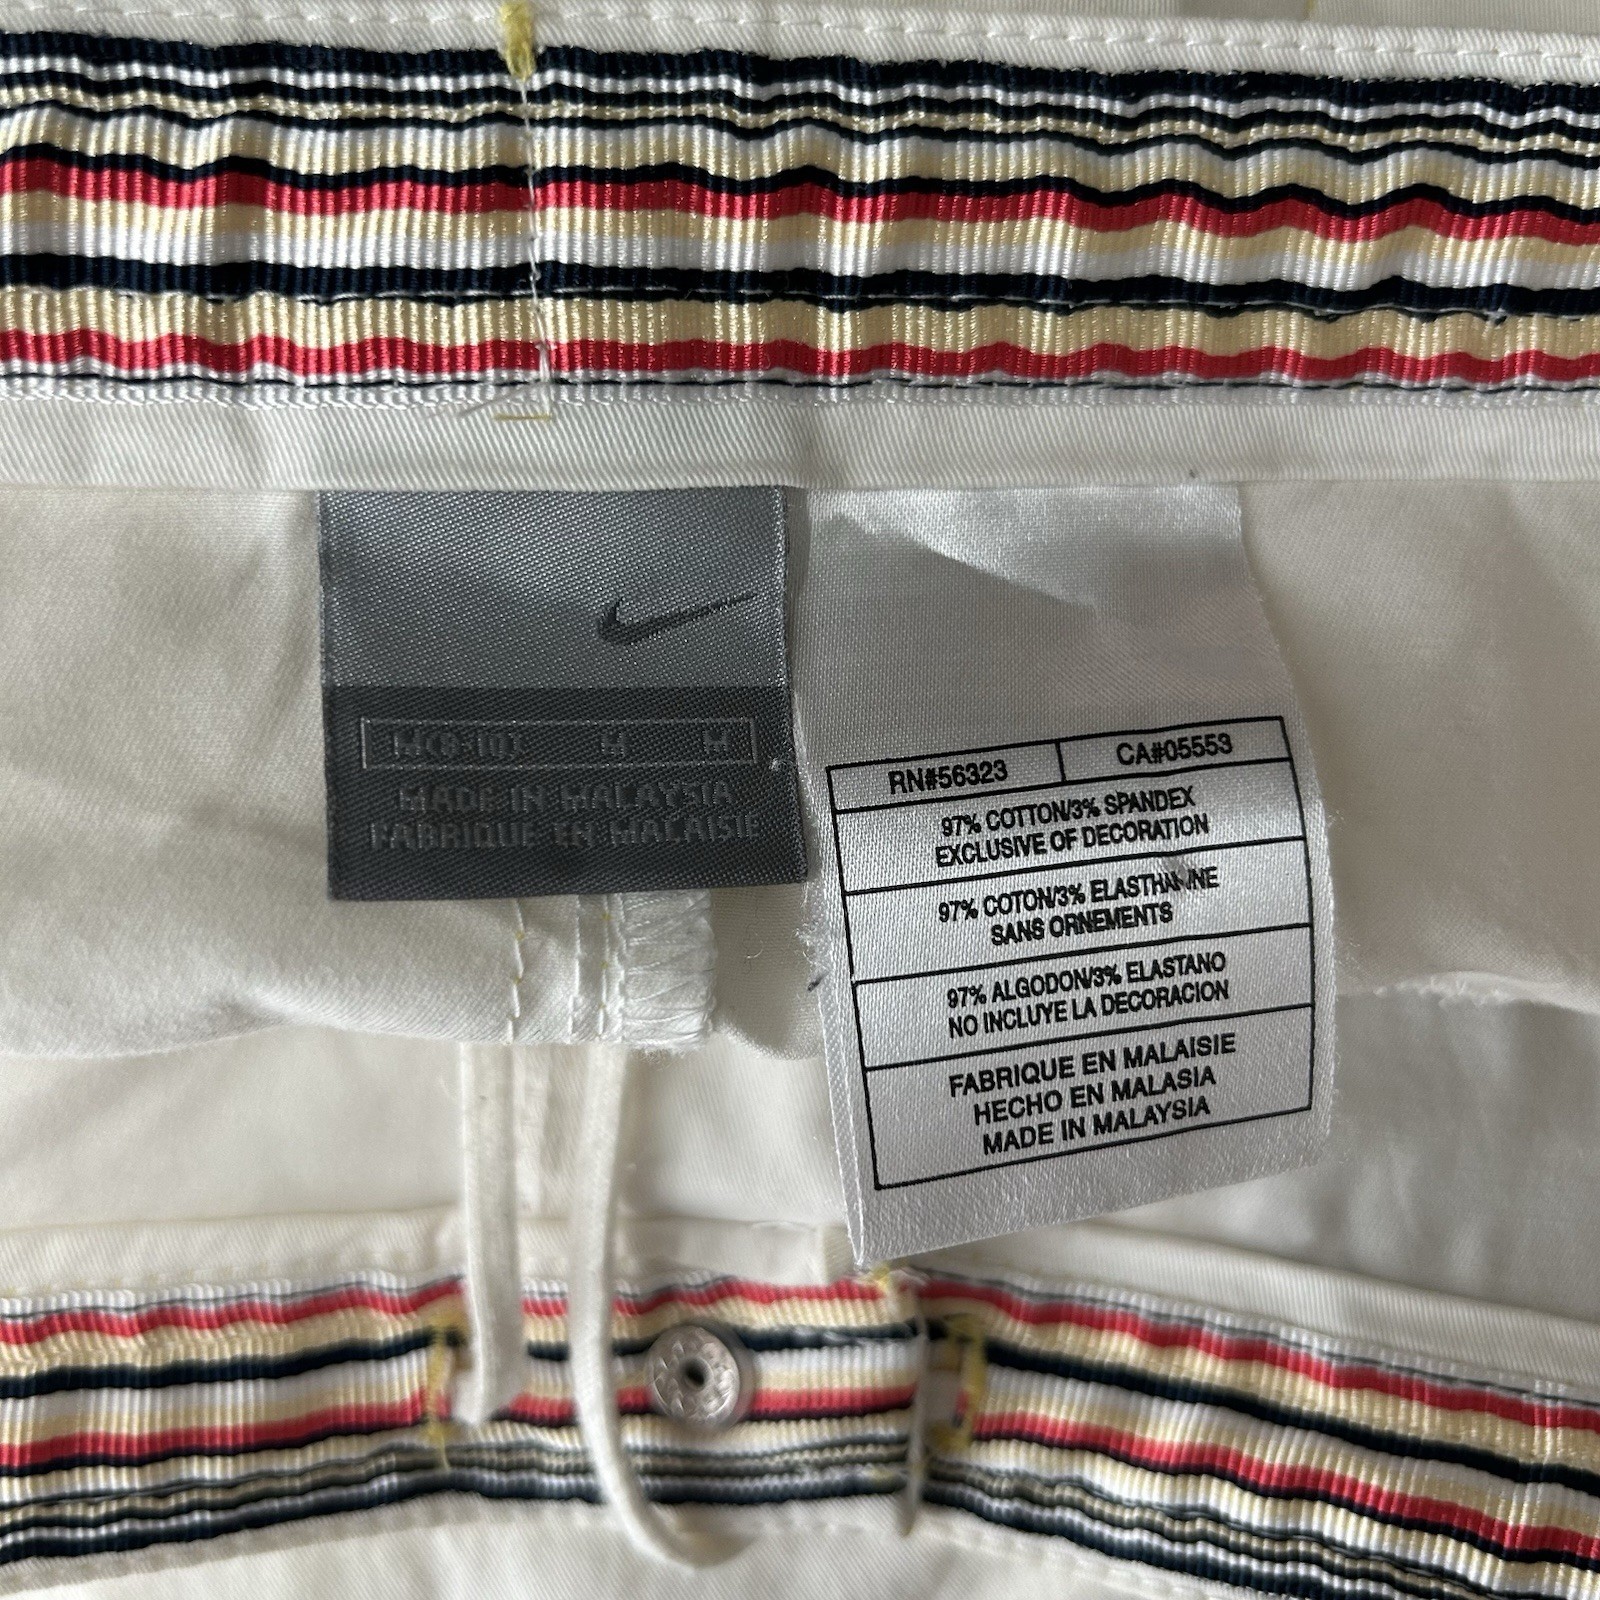 M(8-10) M M
MADE IN MALAYSIA
FABRIQUE EN MALAISIE
RN#56323 CA#05553
97% COTTON/3% SPANDEX
EXCLUSIVE OF DECORATION
97% COTON/3% ELASTHANNE
SANS ORNEMENTS
97% ALGODON/3% ELASTANO
NO INCLUYE LA DECORACION
FABRIQUE EN MALAISIE
HECHO EN MALASIA
MADE IN MALAYSIA